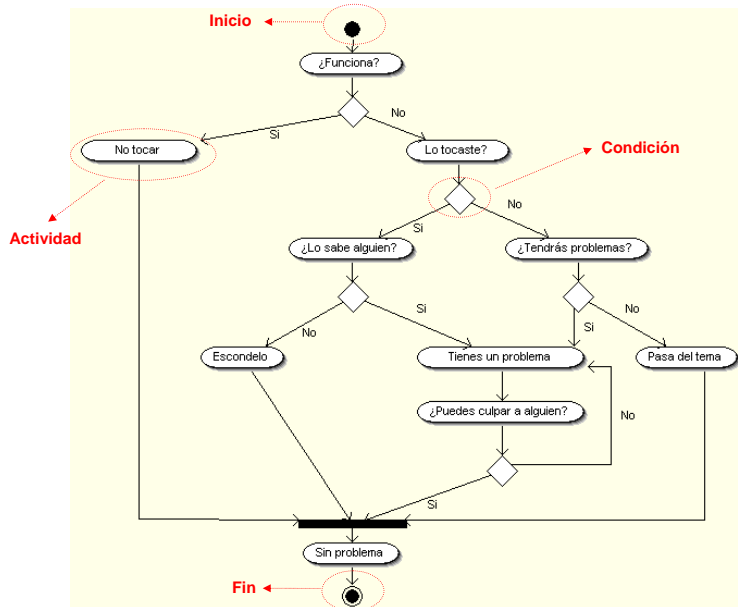 Inicio
¿Funciona?
Si
No
No tocar
Lo tocaste?
Condición
Actividad
Si
No
¿Lo sabe alguien?
¿Tendrás problemas?
No
Si
Si
No
Escondelo
Tienes un problema
Pasa del tema
¿Puedes culpar a alguien?
No
Si
Sin problema
Fin